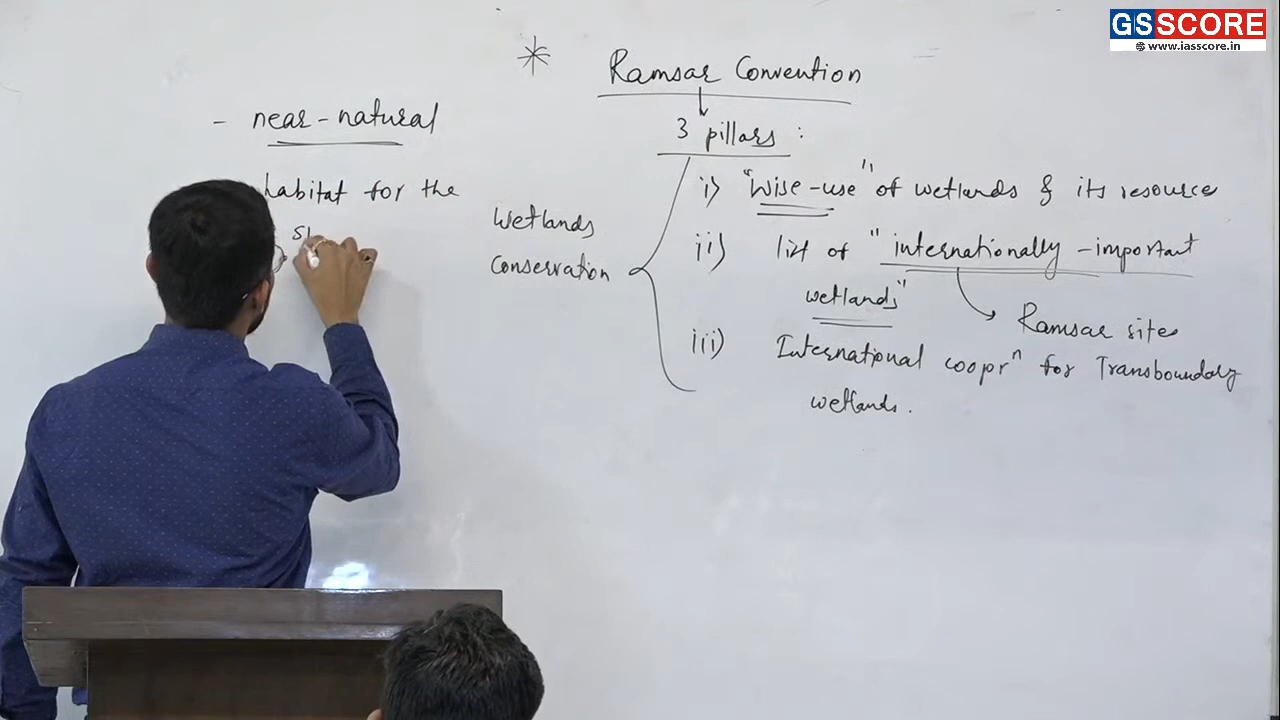 GSSCORE
www.iasscore.in
* Ramsar Convention
3 pillars :
- near-natural
habitat for the
Wetlands
Conservation
i) "Wise-use" of wetlands & its resource
ii) list of "internationally-important
wetlands"
Ramsar sites
iii) International coopr^n for Transboundary
wetlands.